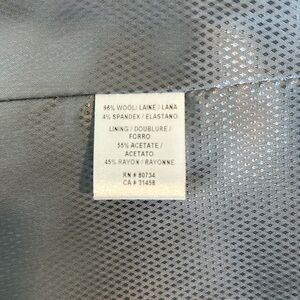 96% WOOL/ LAINE / LANA
4% SPANDEX / ELASTANO
LINING / DOUBLURE /
FORRO
55% ACETATE /
ACETATO
45% RAYON / RAYONNE
RN # 80734
CA # 31458